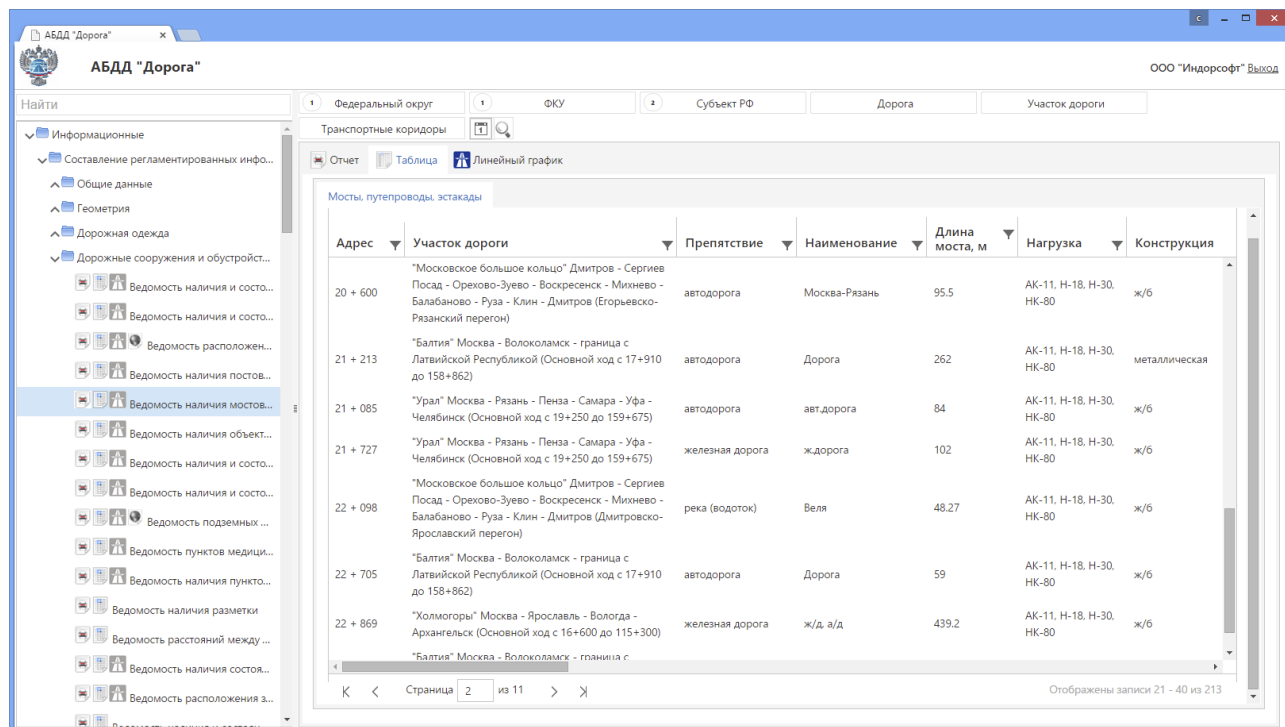 АБДД "Дорога"
АБДД "Дорога"
ООО "Индорсофт" Выход
Найти
1 Федеральный округ
1 ФКУ
2 Субъект РФ
Дорога
Участок дороги
Транспортные коридоры
1
Информационные
Составление регламентированных инфо...
Общие данные
Геометрия
Дорожная одежда
Дорожные сооружения и обустройст...
Ведомость наличия и состо...
Ведомость наличия и состо...
Ведомость расположен...
Ведомость наличия постов...
Ведомость наличия мостов...
Ведомость наличия объект...
Ведомость наличия и состо...
Ведомость наличия и состо...
Ведомость подземных ...
Ведомость пунктов медици...
Ведомость наличия пункто...
Ведомость наличия разметки
Ведомость расстояний между ...
Ведомость наличия состоя...
Ведомость расположения з...
Отчет
Таблица
Линейный график
Мосты, путепроводы, эстакады
Адрес
Участок дороги
Препятствие
Наименование
Длина
моста, м
Нагрузка
Конструкция
20 + 600
"Московское большое кольцо" Дмитров - Сергиев
Посад - Орехово-Зуево - Воскресенск - Михнево -
Балабаново - Руза - Клин - Дмитров (Егорьевско-
Рязанский перегон)
автодорога
Москва-Рязань
95.5
АК-11, Н-18, Н-30,
НК-80
ж/б
21 + 213
"Балтия" Москва - Волоколамск - граница с
Латвийской Республикой (Основной ход с 17+910
до 158+862)
автодорога
Дорога
262
АК-11, Н-18, Н-30,
НК-80
металлическая
21 + 085
"Урал" Москва - Рязань - Пенза - Самара - Уфа -
Челябинск (Основной ход с 19+250 до 159+675)
автодорога
авт.дорога
84
АК-11, Н-18, Н-30,
НК-80
ж/б
21 + 727
"Урал" Москва - Рязань - Пенза - Самара - Уфа -
Челябинск (Основной ход с 19+250 до 159+675)
железная дорога
ж.дорога
102
АК-11, Н-18, Н-30,
НК-80
ж/б
22 + 098
"Московское большое кольцо" Дмитров - Сергиев
Посад - Орехово-Зуево - Воскресенск - Михнево -
Балабаново - Руза - Клин - Дмитров (Дмитровско-
Ярославский перегон)
река (водоток)
Веля
48.27
АК-11, Н-18, Н-30,
НК-80
ж/б
22 + 705
"Балтия" Москва - Волоколамск - граница с
Латвийской Республикой (Основной ход с 17+910
до 158+862)
автодорога
Дорога
59
АК-11, Н-18, Н-30,
НК-80
ж/б
22 + 869
"Холмогоры" Москва - Ярославль - Вологда -
Архангельск (Основной ход с 16+600 до 115+300)
железная дорога
ж/д, а/д
439.2
АК-11, Н-18, Н-30,
НК-80
ж/б
"Балтия" Москва - Волоколамск - граница с
Страница 2 из 11
Отображены записи 21 - 40 из 213